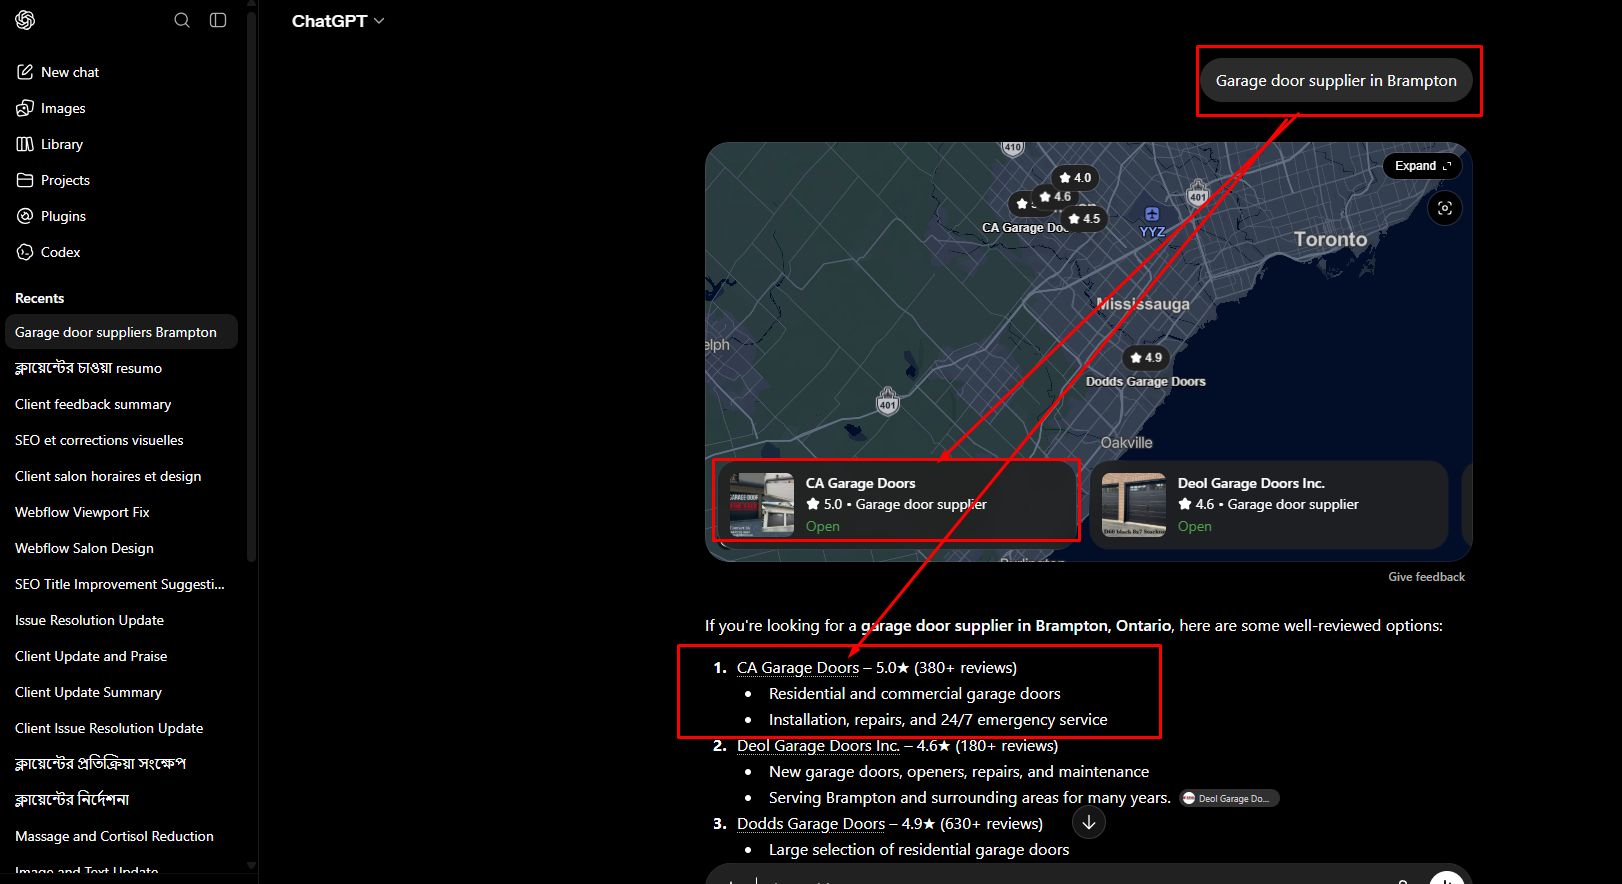 ChatGPT
New chat
Images
Library
Projects
Plugins
Codex
Recents
Garage door suppliers Brampton
ক্লায়েন্টের চাওয়া resumo
Client feedback summary
SEO et corrections visuelles
Client salon horaires et design
Webflow Viewport Fix
Webflow Salon Design
SEO Title Improvement Suggesti...
Issue Resolution Update
Client Update and Praise
Client Update Summary
Client Issue Resolution Update
ক্লায়েন্টের প্রতিক্রিয়া সংক্ষেপ
ক্লায়েন্টের নির্দেশনা
Massage and Cortisol Reduction
Image and Text Update
Garage door supplier in Brampton
410
Expand
4.0
4.6
401
4.5
CA Garage Doo
YYZ
Toronto
Mississauga
elph
4.9
Dodds Garage Doors
401
Oakville
CA Garage Doors
5.0 • Garage door supplier
Open
Deol Garage Doors Inc.
4.6 • Garage door supplier
Open
Burlington
Give feedback
If you're looking for a garage door supplier in Brampton, Ontario, here are some well-reviewed options:
1. CA Garage Doors – 5.0★ (380+ reviews)
• Residential and commercial garage doors
• Installation, repairs, and 24/7 emergency service
2. Deol Garage Doors Inc. – 4.6★ (180+ reviews)
• New garage doors, openers, repairs, and maintenance
• Serving Brampton and surrounding areas for many years. Deol Garage Do...
3. Dodds Garage Doors – 4.9★ (630+ reviews)
• Large selection of residential garage doors